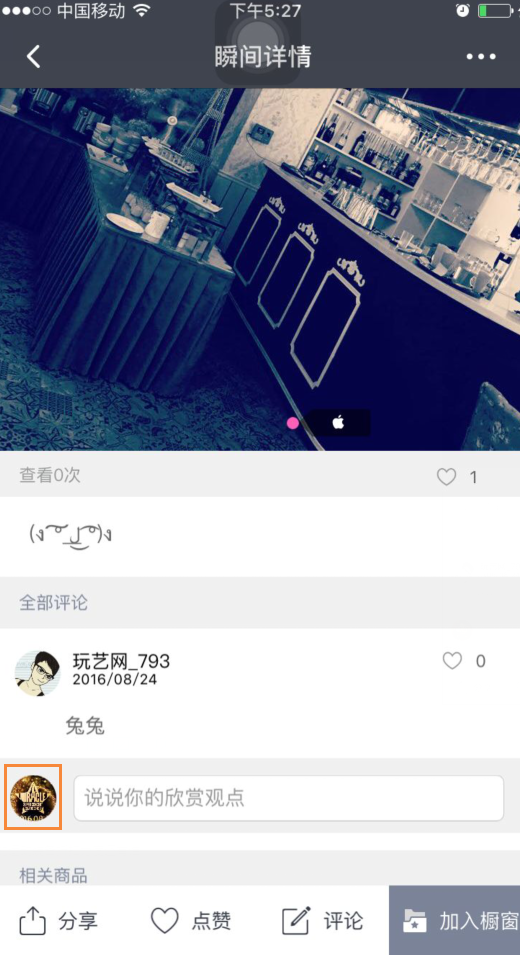 中国移动
下午5:27
瞬间详情
查看0次
1
(ง ͡ʘ ͜ʖ ͡ʘ)ง
全部评论
玩艺网_793
0
2016/08/24
兔兔
说说你的欣赏观点
相关商品
分享
点赞
评论
加入橱窗